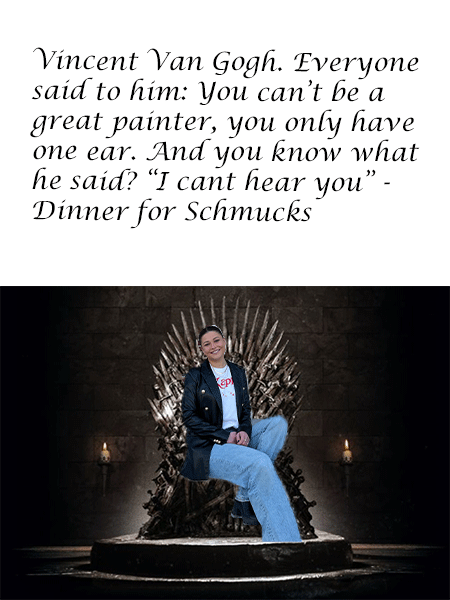 Vincent Van Gogh. Everyone
said to him: You can't be a
great painter, you only have
one ear. And you know what
he said? “I cant hear you” -
Dinner for Schmucks